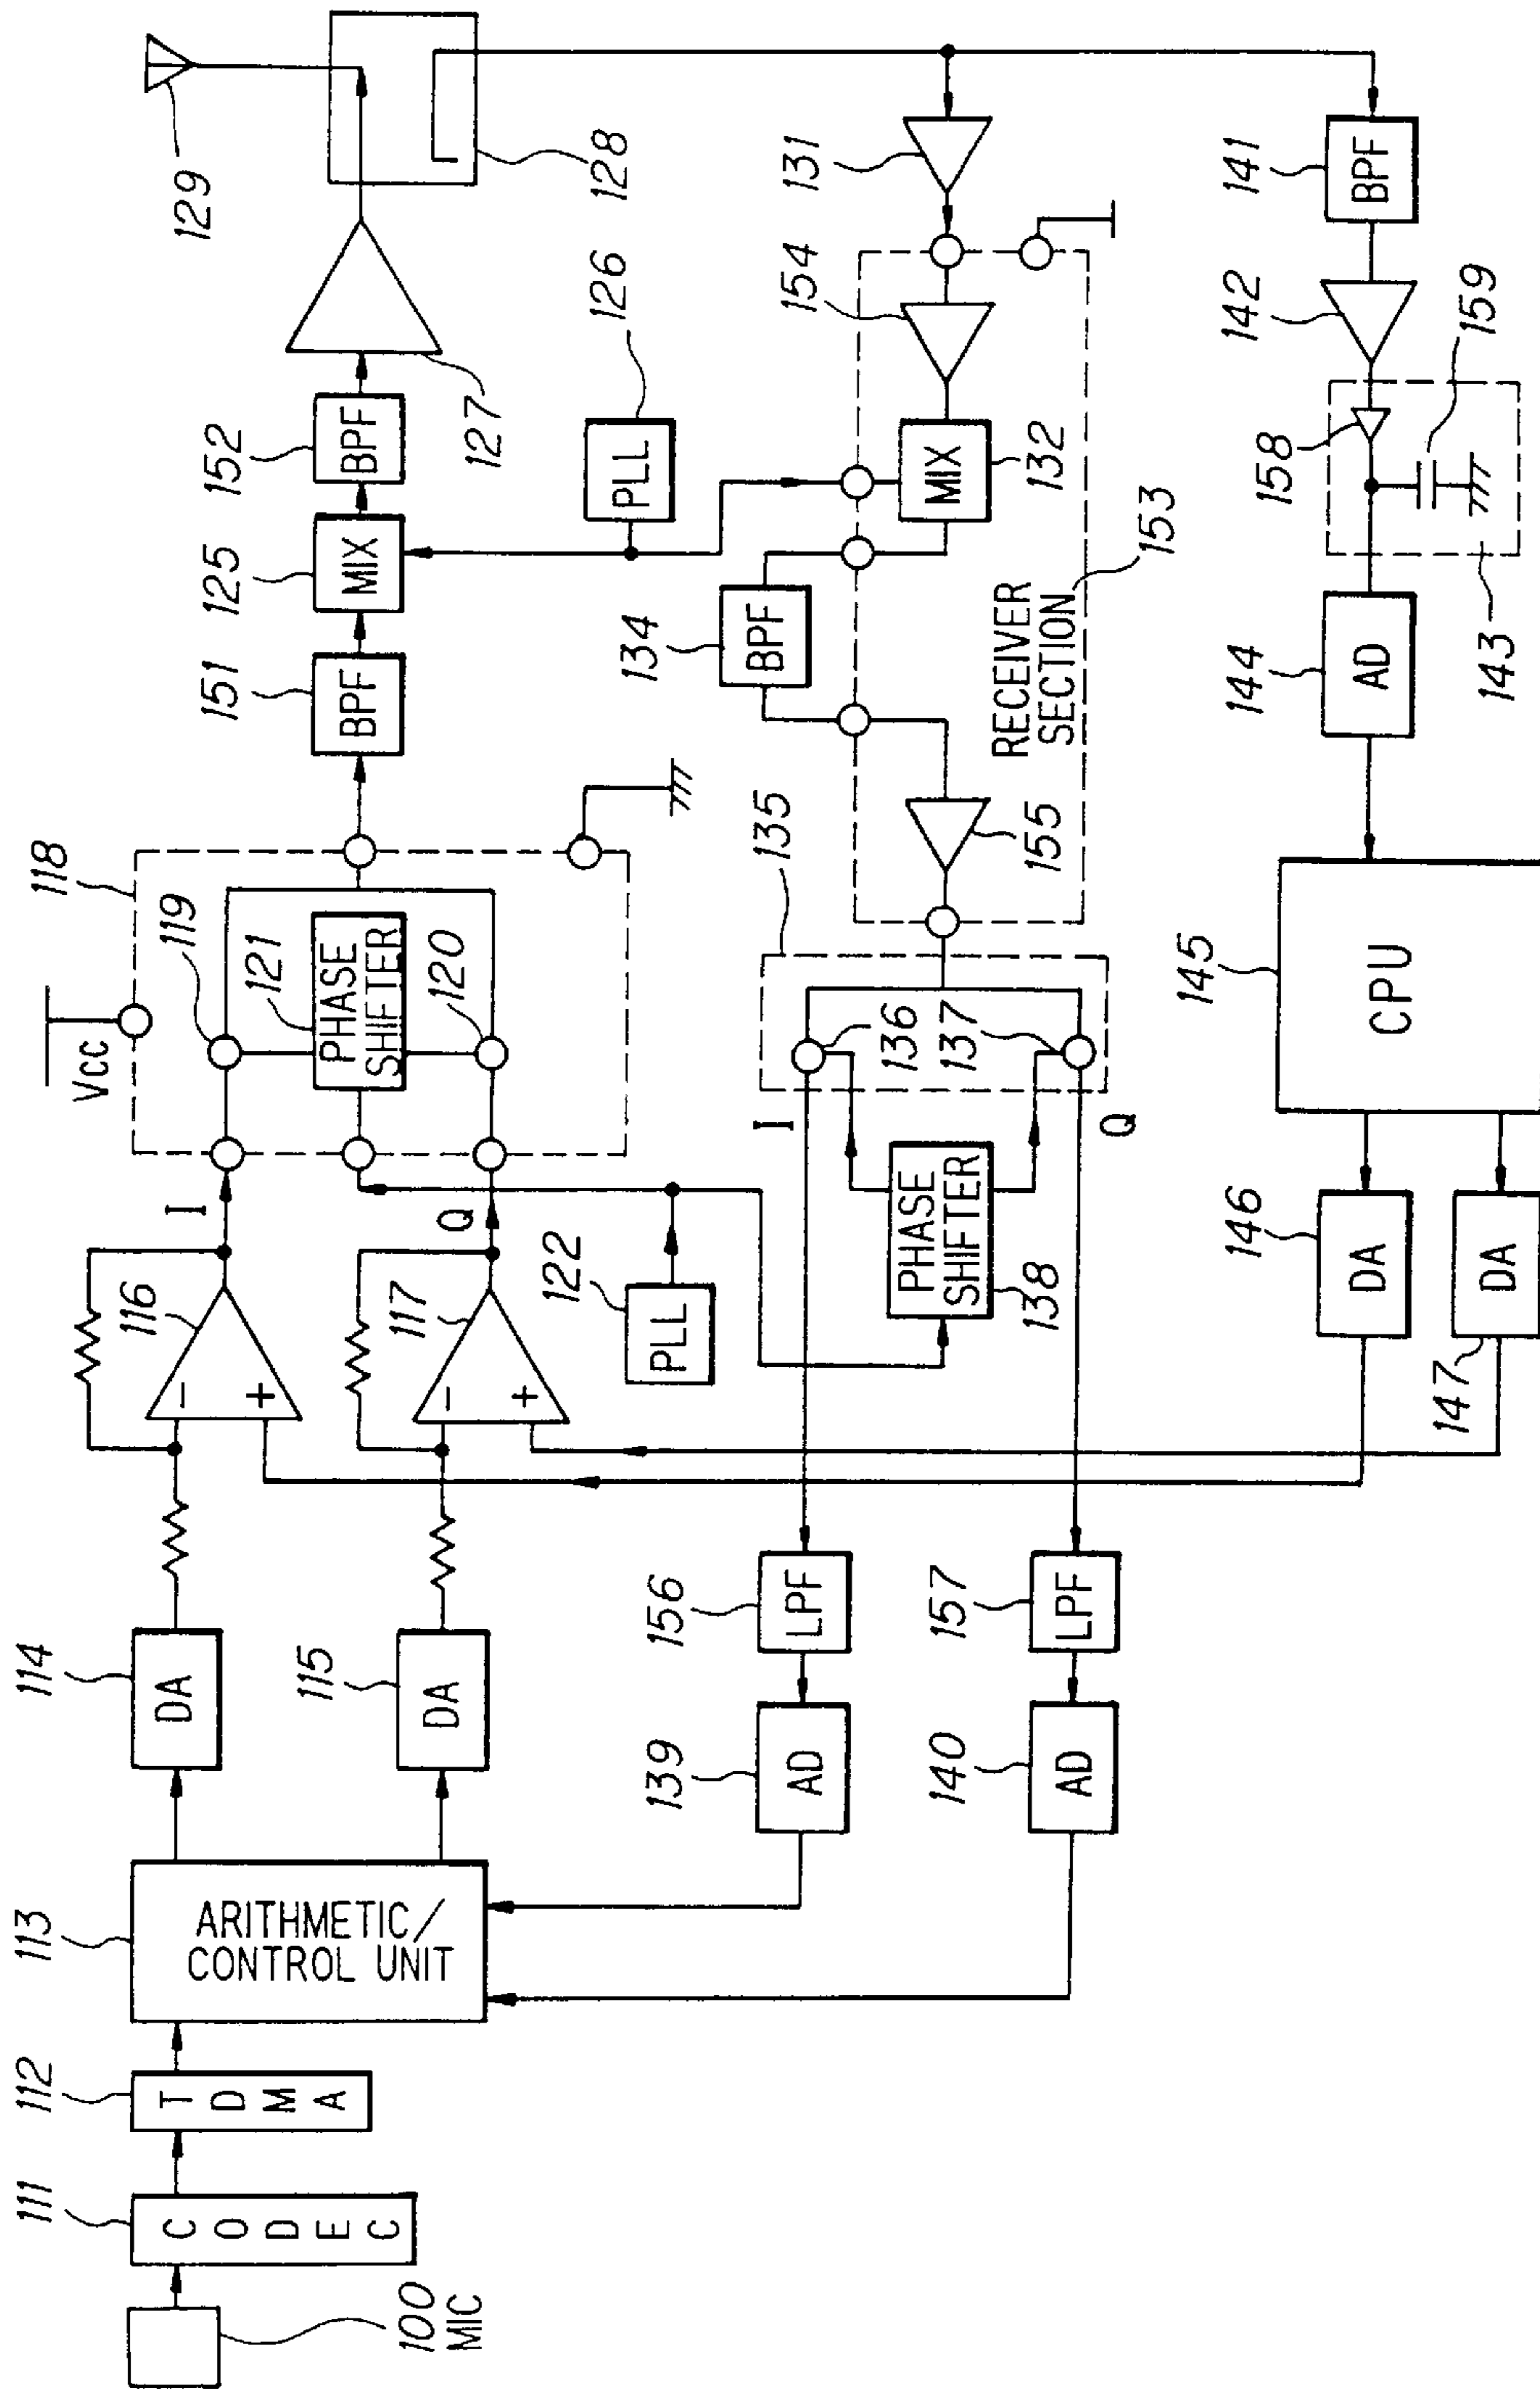 129
128
127
152
BPF
125
MIX
151
BPF
126
PLL
118
119
121
PHASE
SHIFTER
120
Vcc
I
Q
116
-
+
117
-
+
122
PLL
114
DA
115
DA
113
ARITHMETIC/
CONTROL UNIT
112
TDMA
111
CODEC
100
MIC
131
154
132
MIX
153
RECEIVER
SECTION
134
BPF
155
135
136
137
I
Q
PHASE
SHIFTER
138
156
LPF
157
LPF
139
AD
140
AD
141
BPF
142
158
159
143
144
AD
145
CPU
146
DA
147
DA